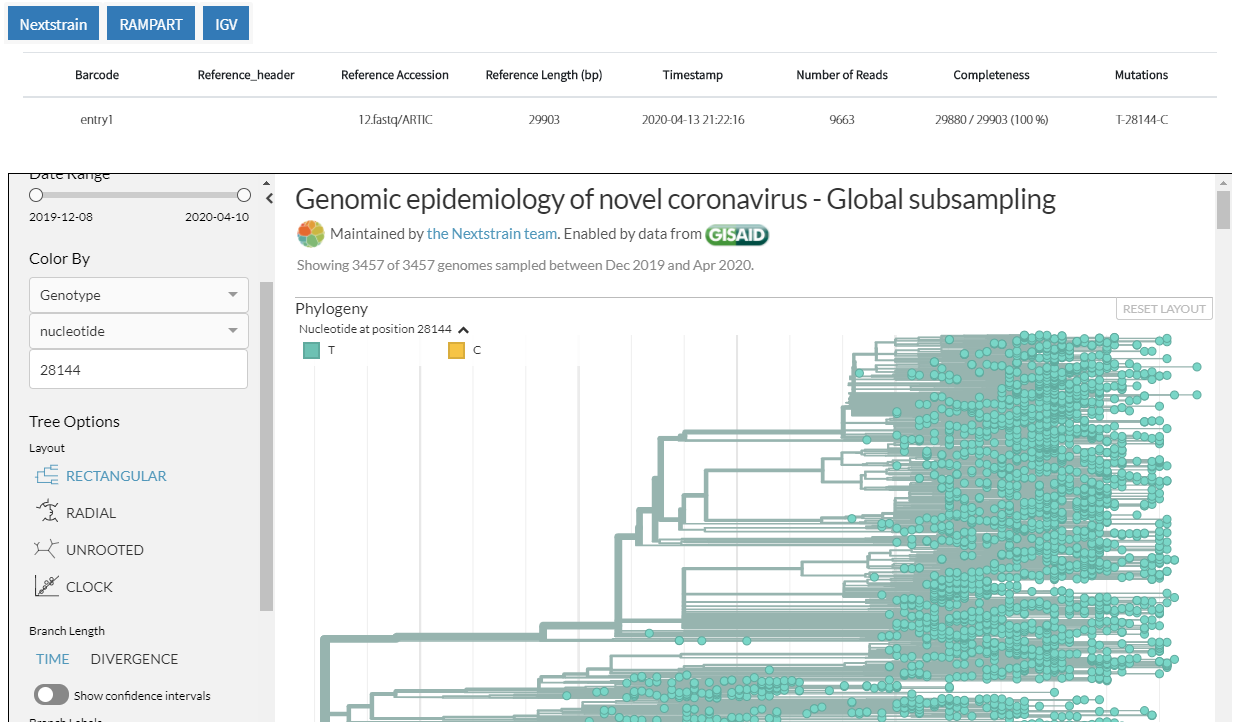 Nextstrain RAMPART IGV
Barcode Reference_header Reference Accession Reference Length (bp) Timestamp Number of Reads Completeness Mutations
entry1 12.fastq/ARTIC 29903 2020-04-13 21:22:16 9663 29880 / 29903 (100 %) T-28144-C
Date Range
2019-12-08 2020-04-10
Color By
Genotype
nucleotide
28144
Tree Options
Layout
RECTANGULAR
RADIAL
UNROOTED
CLOCK
Branch Length
TIME DIVERGENCE
Show confidence intervals
Branch Labels
Genomic epidemiology of novel coronavirus - Global subsampling
Maintained by the Nextstrain team. Enabled by data from GISAID
Showing 3457 of 3457 genomes sampled between Dec 2019 and Apr 2020.
Phylogeny
RESET LAYOUT
Nucleotide at position 28144
T C